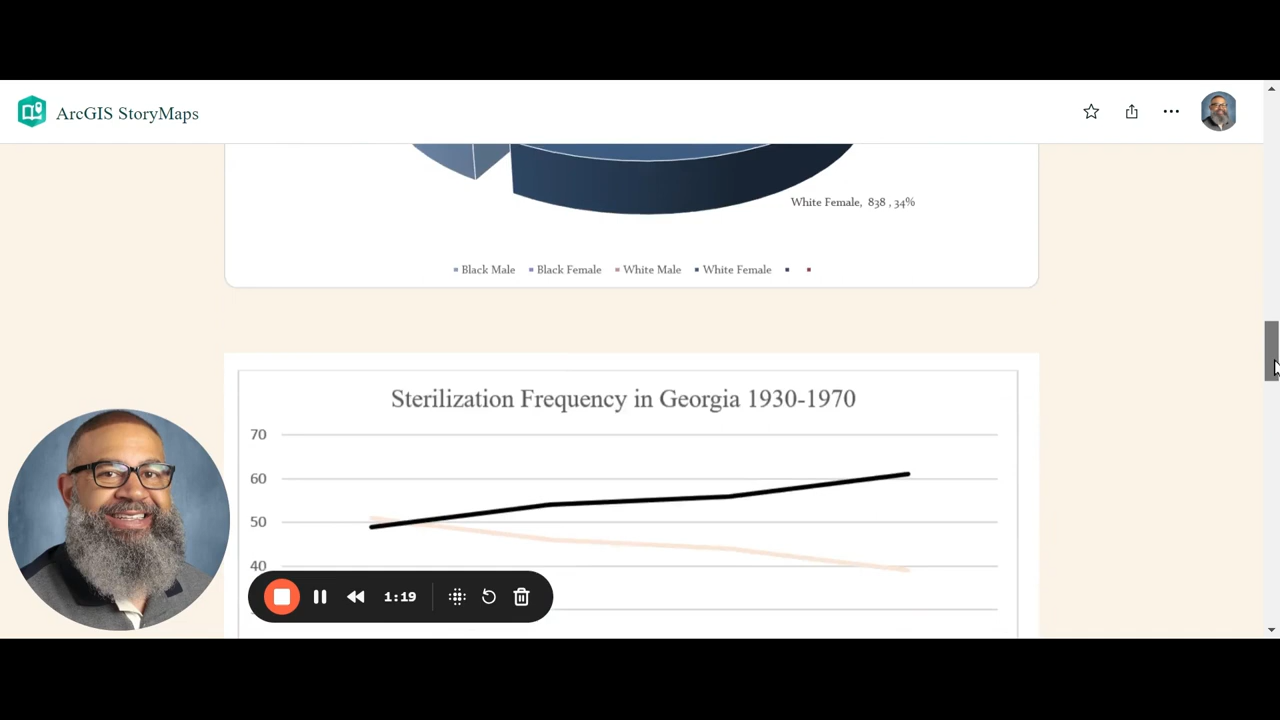 ArcGIS StoryMaps
White Female, 838 , 34%
Black Male Black Female White Male White Female
Sterilization Frequency in Georgia 1930-1970
70
60
50
40
1:19